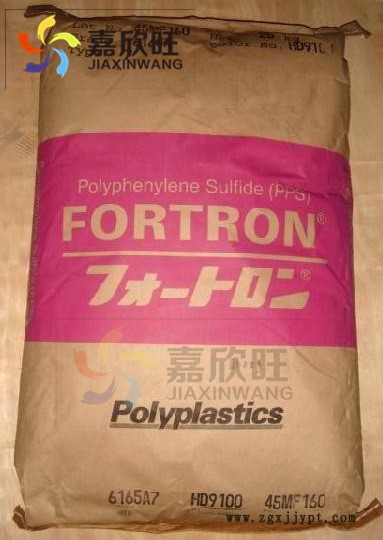 45MF160
嘉欣旺
JIAXINWANG
Polyphenylene Sulfide (PPS)
FORTRON®
フォートロン®
嘉欣旺
JIAXINWANG
Polyplastics
6165A7 HD9100 45MF160
www.zgxjjypt.com